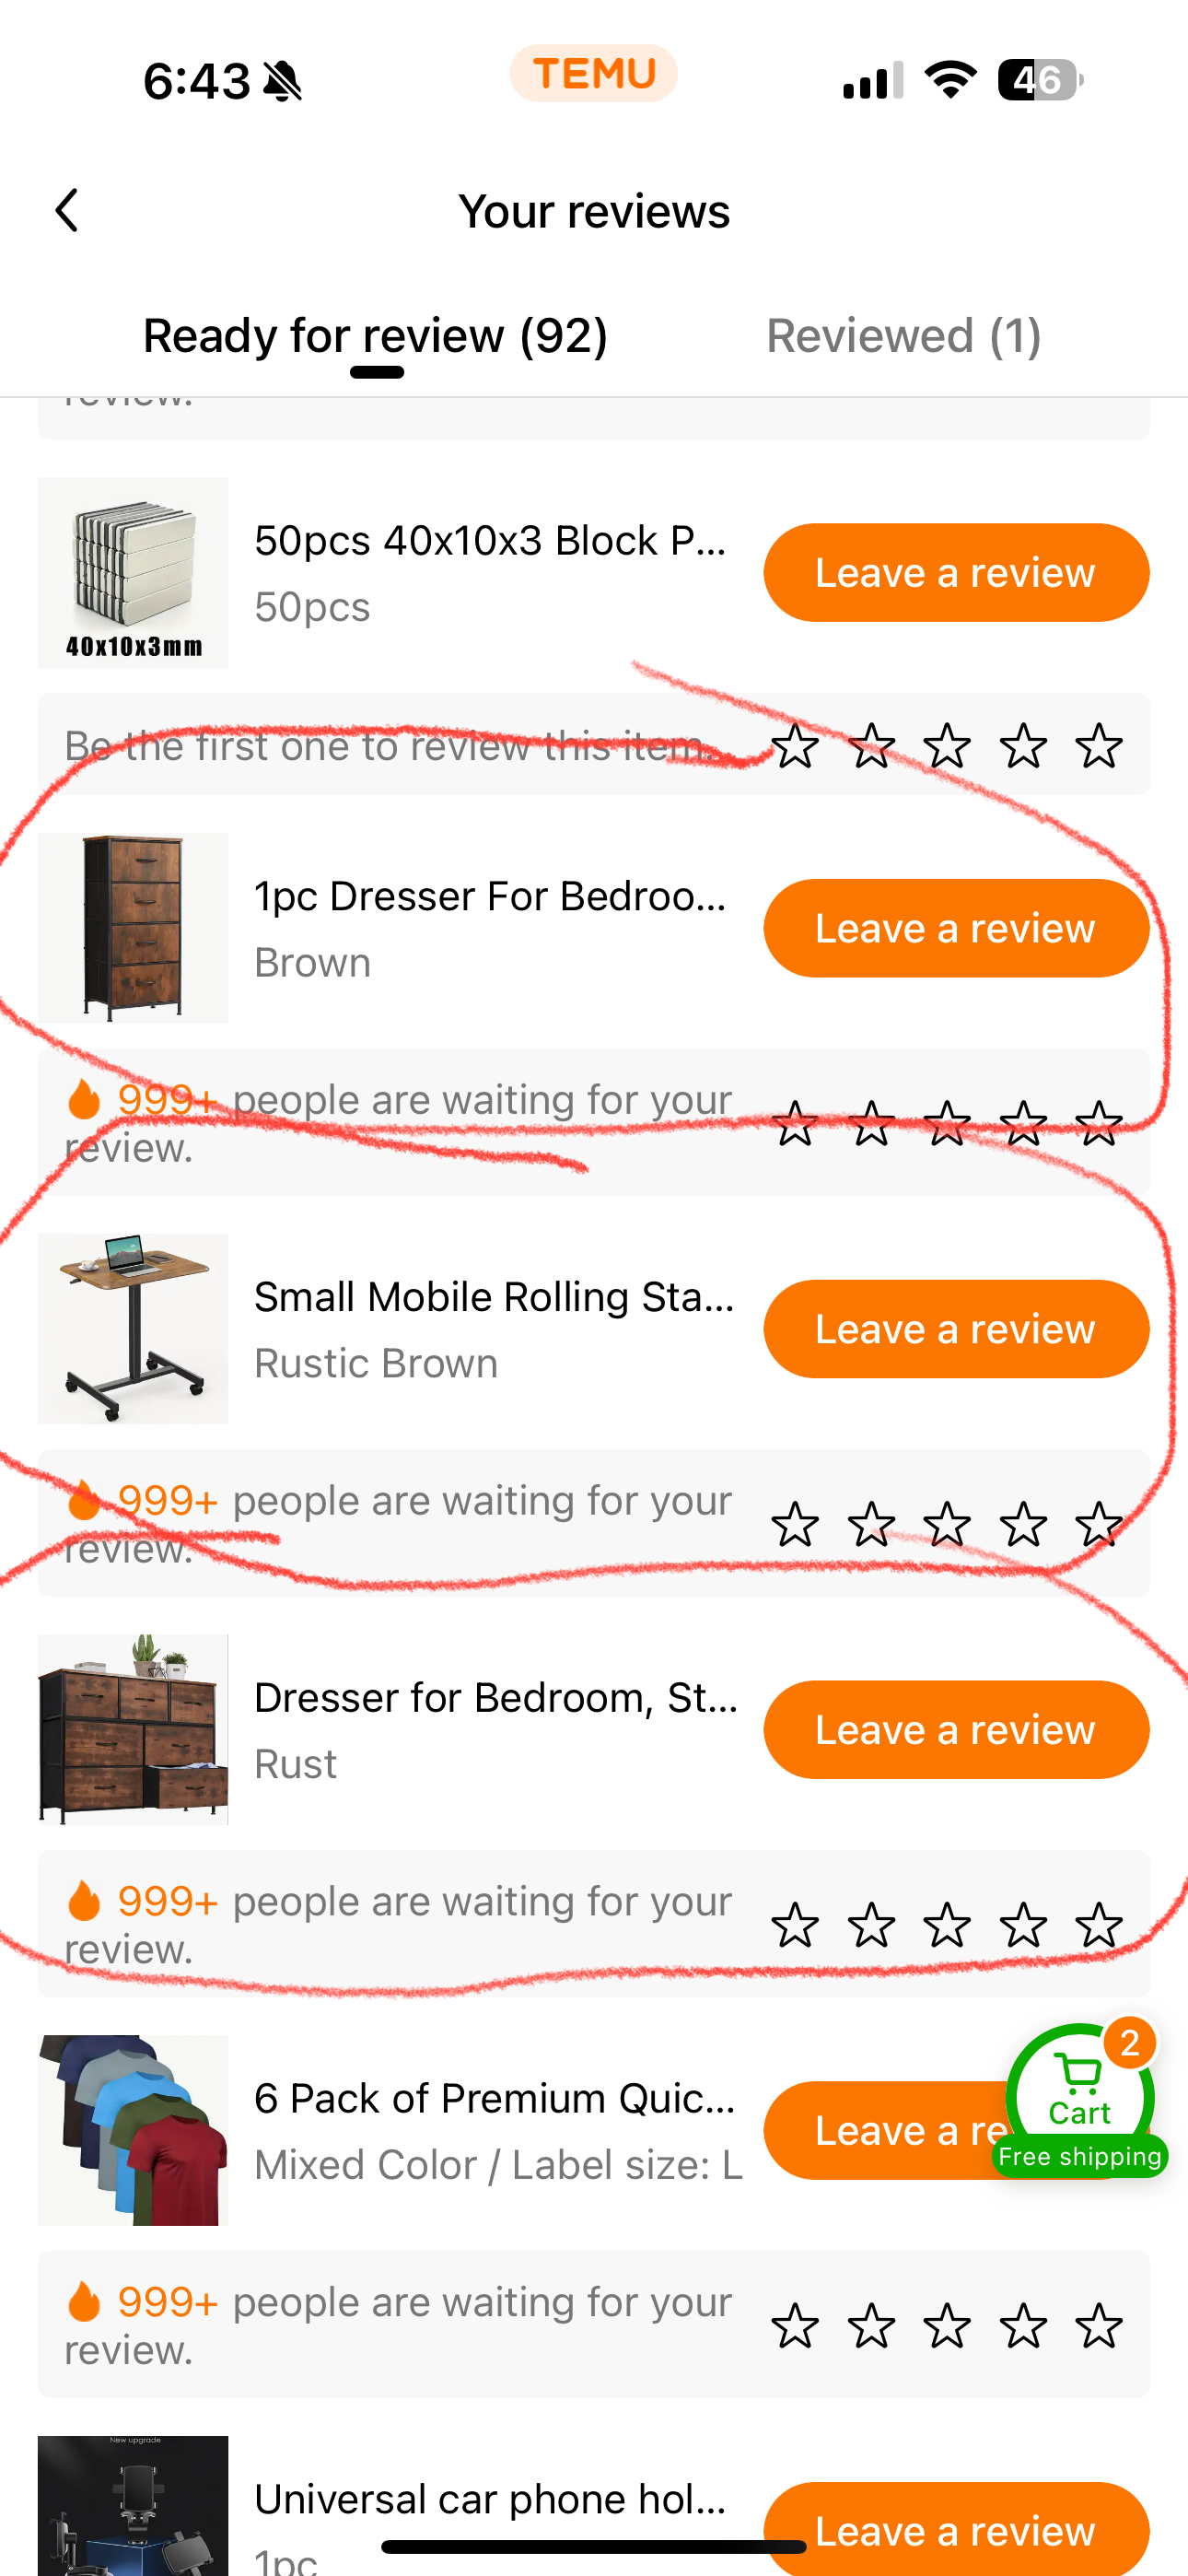 6:43
TEMU
46
Your reviews
Ready for review (92)
Reviewed (1)
review.
50pcs 40x10x3 Block P...
50pcs
Leave a review
40x10x3mm
Be the first one to review this item.
1pc Dresser For Bedroo...
Brown
Leave a review
999+ people are waiting for your
review.
Small Mobile Rolling Sta...
Rustic Brown
Leave a review
999+ people are waiting for your
review.
Dresser for Bedroom, St...
Rust
Leave a review
999+ people are waiting for your
review.
6 Pack of Premium Quic...
Mixed Color / Label size: L
Leave a re
2
Cart
Free shipping
999+ people are waiting for your
review.
New upgrade
Universal car phone hol...
1pc
Leave a review